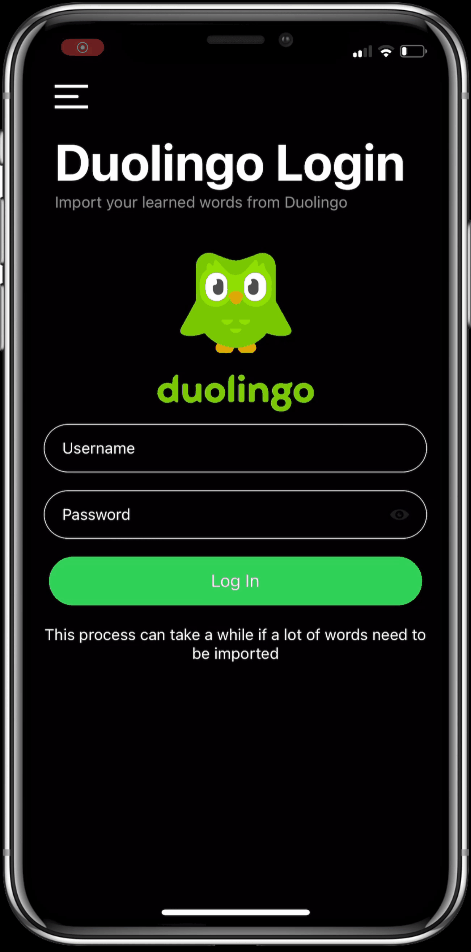 Duolingo Login
Import your learned words from Duolingo
duolingo
Username
Password
Log In
This process can take a while if a lot of words need to
be imported